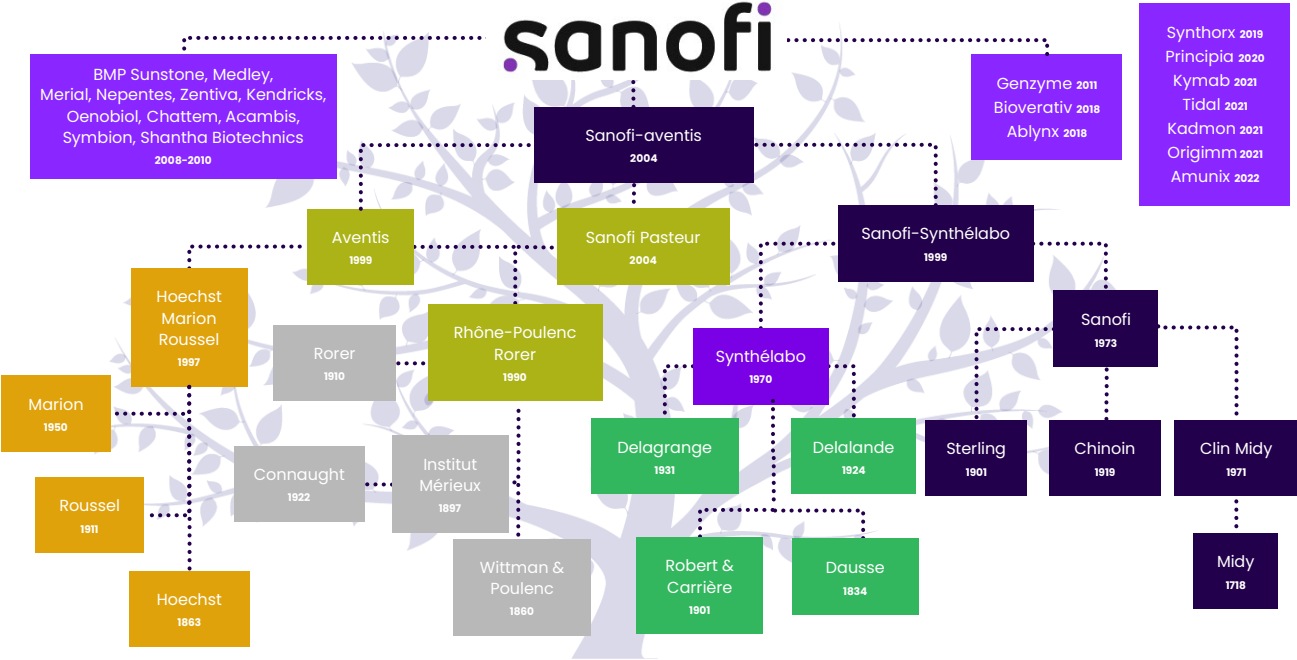 sanofi
BMP Sunstone, Medley,
Merial, Nepentes, Zentiva, Kendricks,
Oenobiol, Chattem, Acambis,
Symbion, Shantha Biotechnics
2008-2010
Genzyme 2011
Bioverativ 2018
Ablynx 2018
Synthorx 2019
Principia 2020
Kymab 2021
Tidal 2021
Kadmon 2021
Origimm 2021
Amunix 2022
Sanofi-aventis
2004
Aventis
1999
Sanofi Pasteur
2004
Sanofi-Synthélabo
1999
Hoechst
Marion
Roussel
1997
Rorer
1910
Rhône-Poulenc
Rorer
1990
Synthélabo
1970
Sanofi
1973
Marion
1950
Roussel
1911
Hoechst
1863
Connaught
1922
Institut
Mérieux
1897
Wittman &
Poulenc
1860
Delagrange
1931
Delalande
1924
Robert &
Carrière
1901
Dausse
1834
Sterling
1901
Chinoin
1919
Clin Midy
1971
Midy
1718